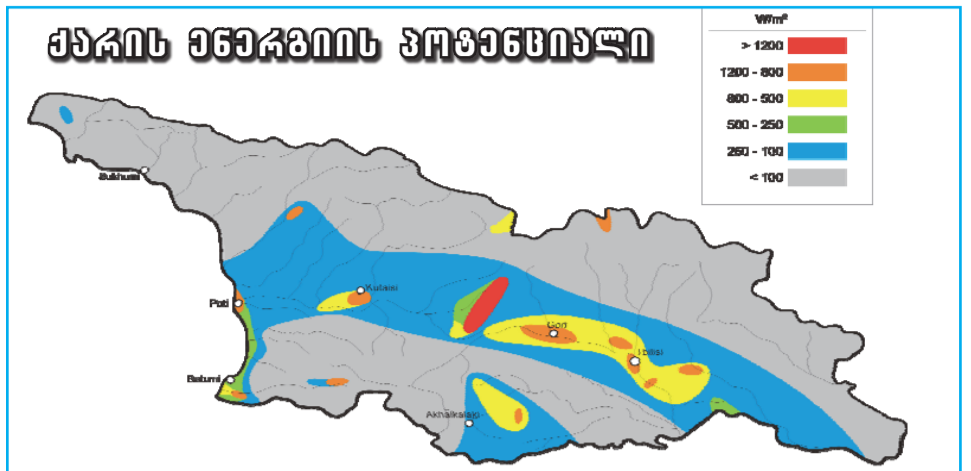 ქარის ენერგიის პოტენციალი
W/m²
> 1200
1200 - 800
800 - 500
500 - 250
250 - 100
< 100
Sukhumi
Poti
Kutaisi
Gori
Tbilisi
Batumi
Akhalkalaki